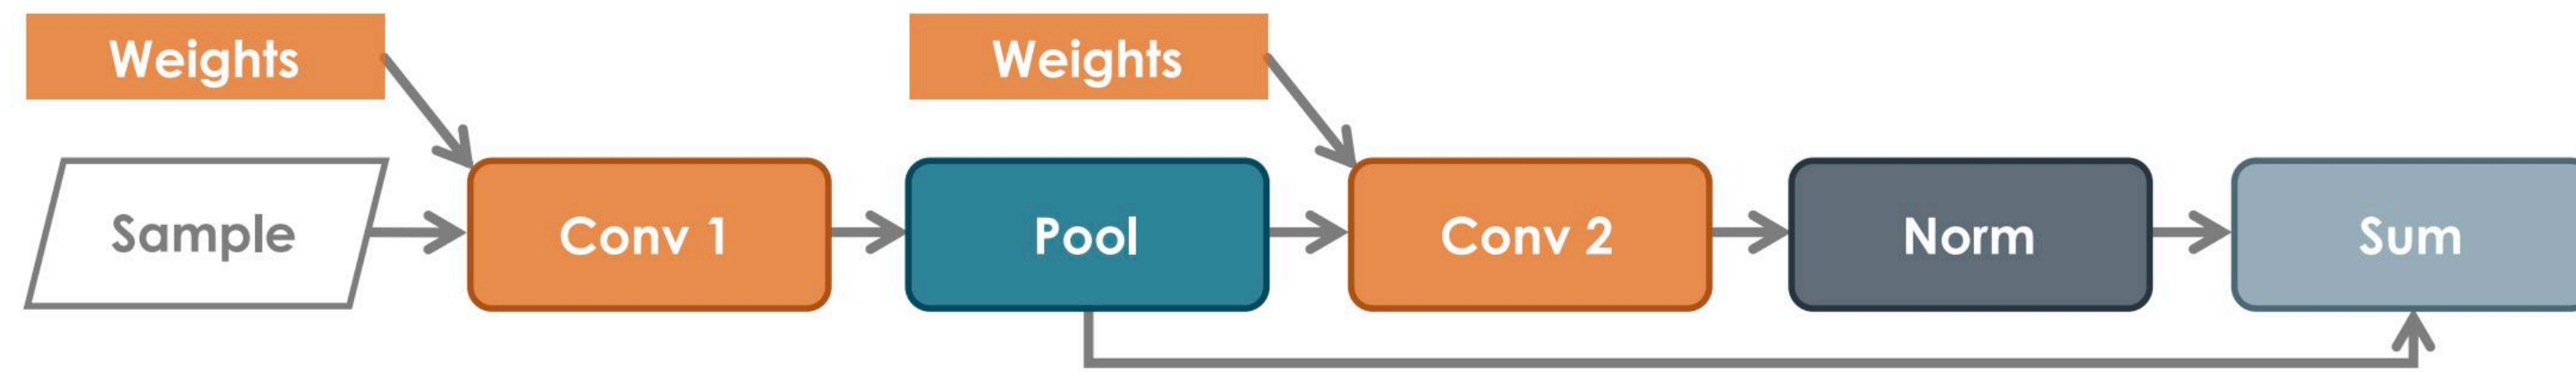 Weights
Weights
Sample
Conv 1
Pool
Conv 2
Norm
Sum